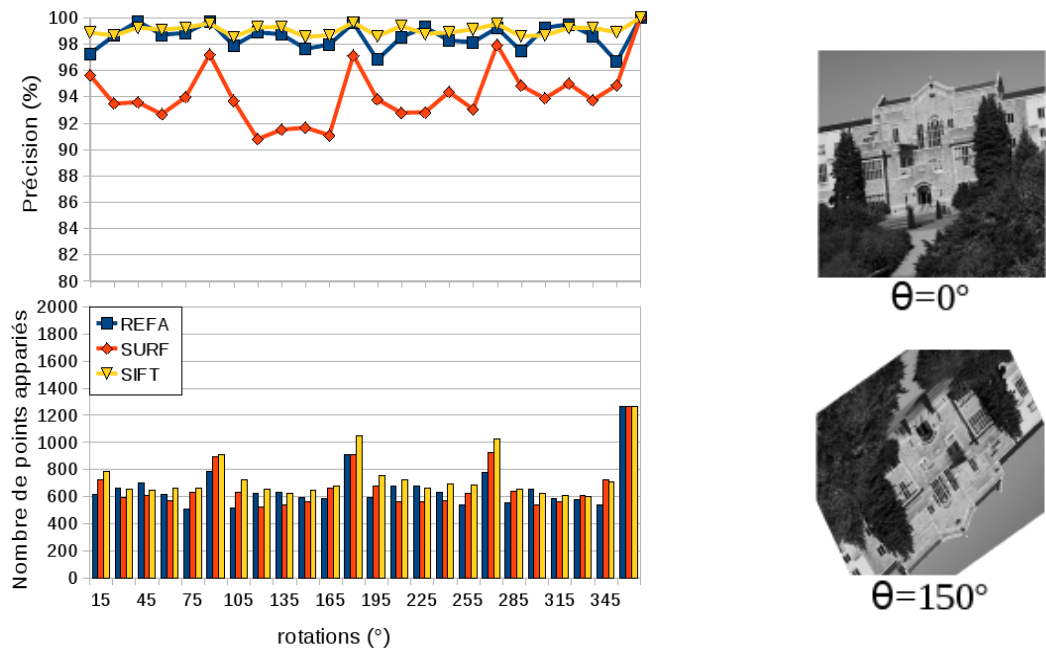 Précision (%)
100
98
96
94
92
90
88
86
84
82
80
Nombre de points appariés
2000
1800
1600
1400
1200
1000
800
600
400
200
0
REFA
SURF
SIFT
15 45 75 105 135 165 195 225 255 285 315 345
rotations (°)
θ=0°
θ=150°